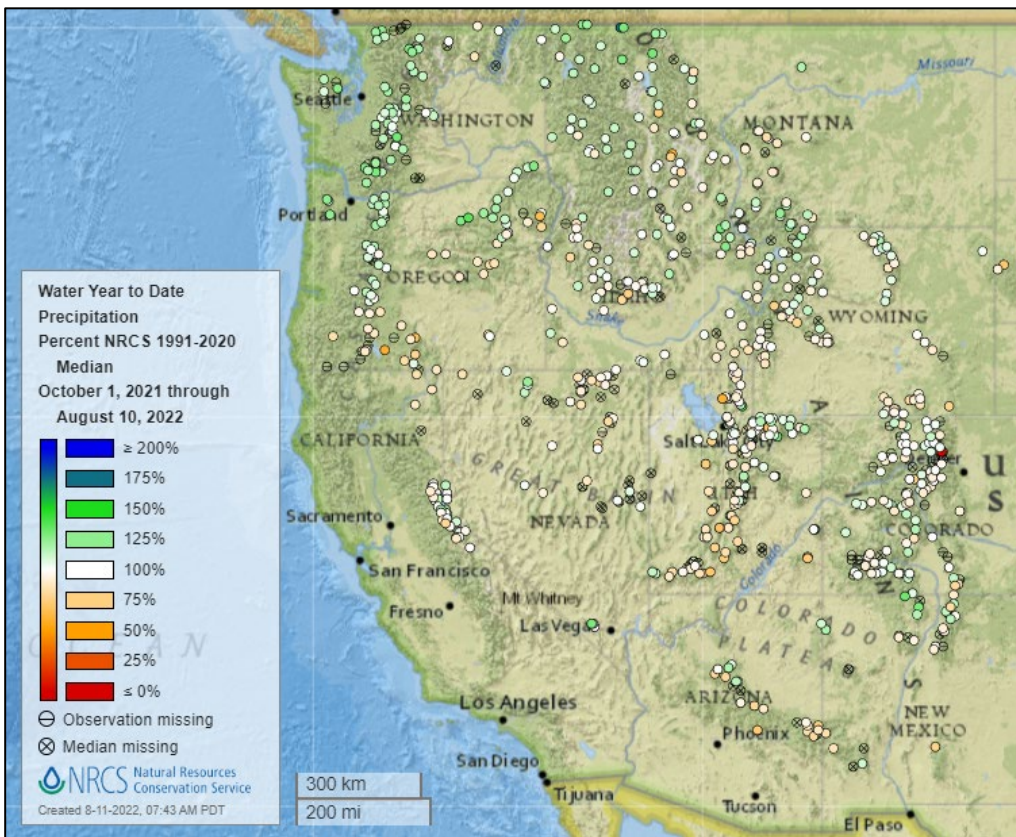 Seattle
WASHINGTON
MONTANA
Missouri
Portland
OREGON
IDAHO
Snake
WYOMING
Water Year to Date
Precipitation
Percent NRCS 1991-2020
Median
October 1, 2021 through
August 10, 2022
≥ 200%
175%
150%
125%
100%
75%
50%
25%
≤ 0%
Observation missing
Median missing
NRCS Natural Resources
Conservation Service
Created 8-11-2022, 07:43 AM PDT
CALIFORNIA
Salt Lake City
Denver
U
S
GREAT BASIN
UTAH
NEVADA
COLORADO
Sacramento
San Francisco
Colorado
Fresno
Mt Whitney
Las Vegas
COLORADO
PLATEAU
OCEAN
Los Angeles
ARIZONA
Phoenix
NEW
MEXICO
San Diego
Tijuana
Tucson
El Paso
300 km
200 mi